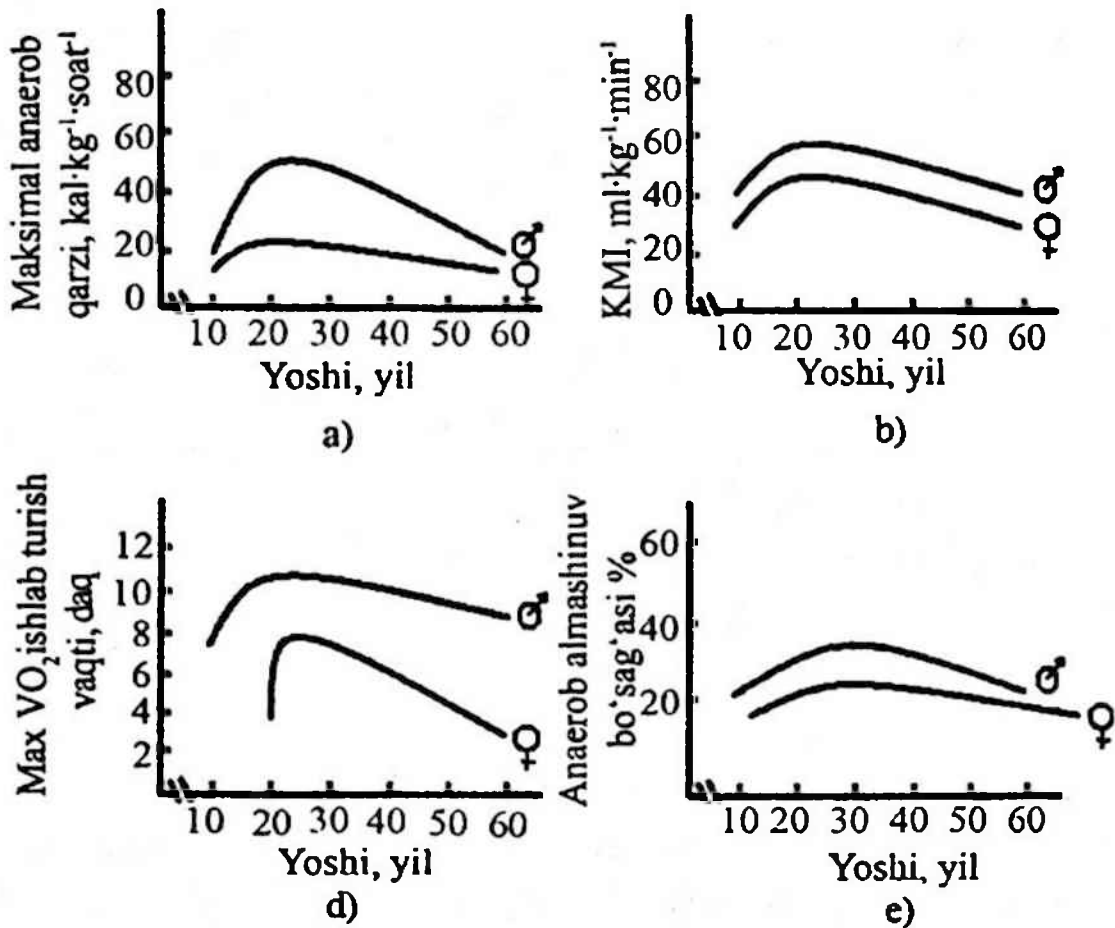 Maksimal anaerob
qarzi, kal·kg⁻¹·soat⁻¹
80
60
40
20
0
10 20 30 40 50 60
Yoshi, yil
a)
♂
♀
KMI, ml·kg⁻¹·min⁻¹
80
60
40
20
0
10 20 30 40 50 60
Yoshi, yil
b)
♂
♀
Max VO₂ishlab turish
vaqti, daq
12
10
8
6
4
2
10 20 30 40 50 60
Yoshi, yil
d)
♂
♀
Anaerob almashinuv
bo‘sag‘asi %
60
40
20
10 20 30 40 50 60
Yoshi, yil
e)
♂
♀